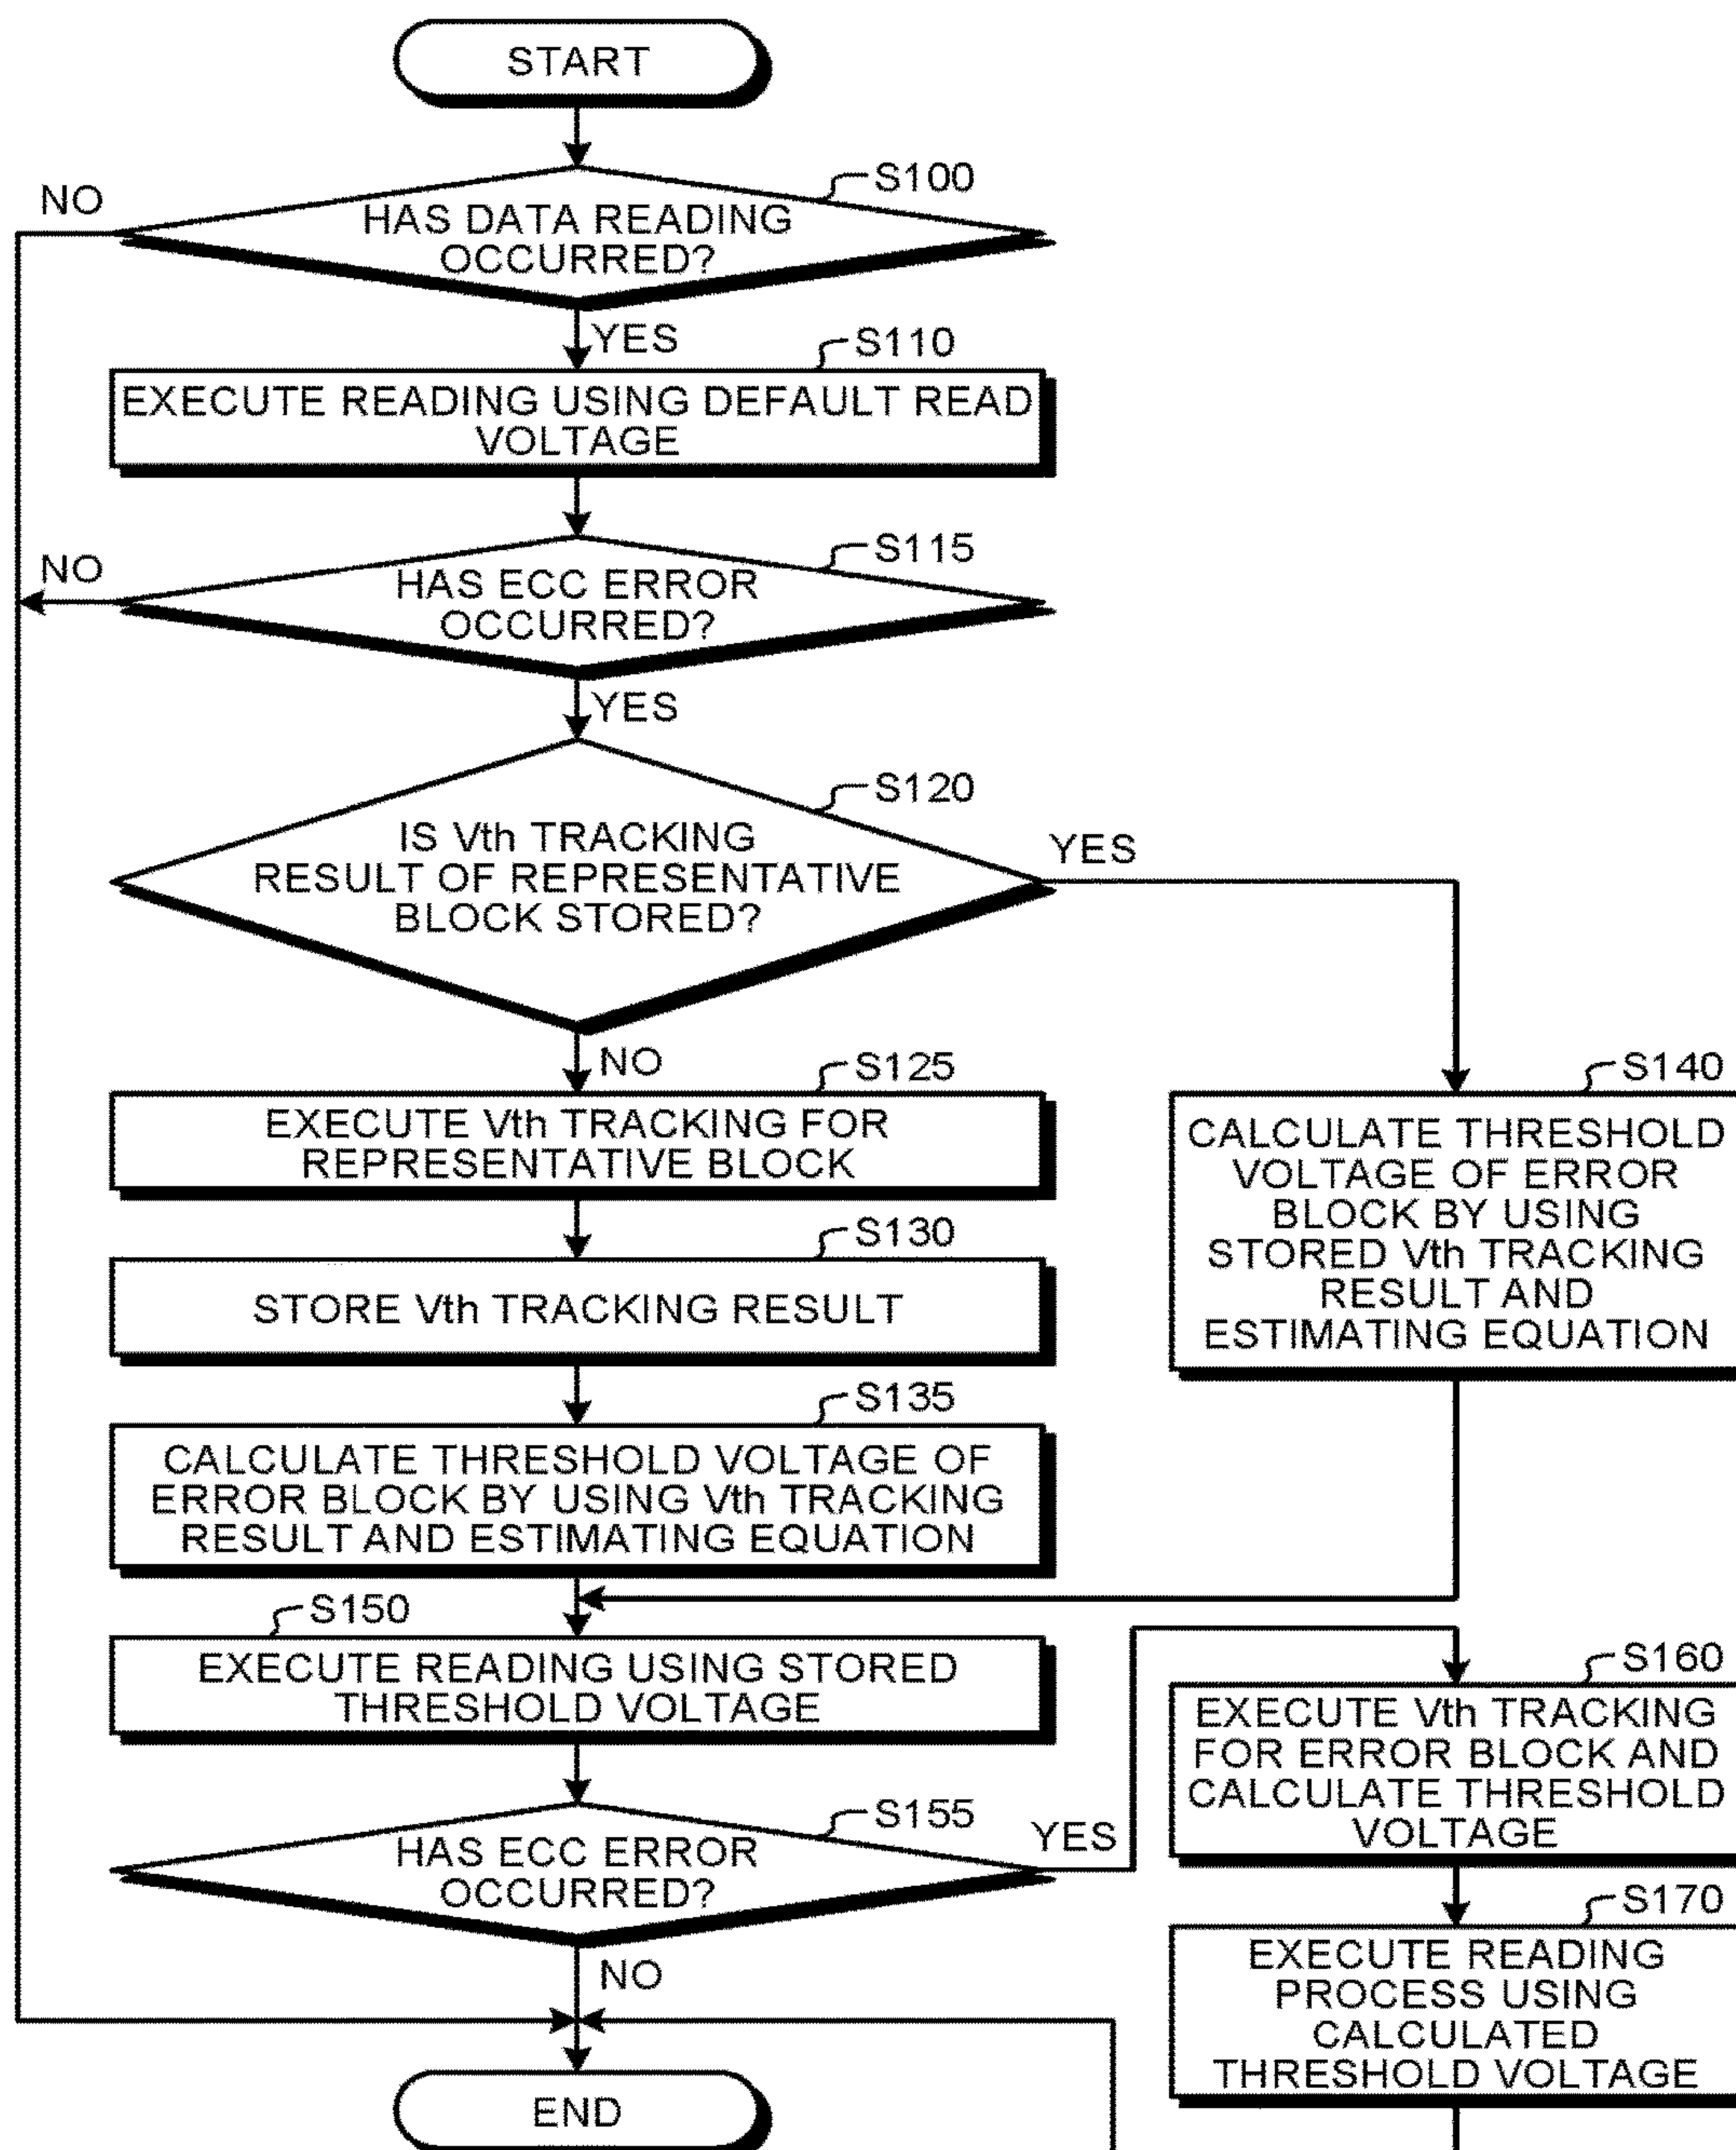 START
S100
NO
HAS DATA READING
OCCURRED?
YES
S110
EXECUTE READING USING DEFAULT READ
VOLTAGE
S115
NO
HAS ECC ERROR
OCCURRED?
YES
S120
IS Vth TRACKING
RESULT OF REPRESENTATIVE
BLOCK STORED?
YES
NO
S125
EXECUTE Vth TRACKING FOR
REPRESENTATIVE BLOCK
S130
STORE Vth TRACKING RESULT
S135
CALCULATE THRESHOLD VOLTAGE OF
ERROR BLOCK BY USING Vth TRACKING
RESULT AND ESTIMATING EQUATION
S140
CALCULATE THRESHOLD
VOLTAGE OF ERROR
BLOCK BY USING
STORED Vth TRACKING
RESULT AND
ESTIMATING EQUATION
S150
EXECUTE READING USING STORED
THRESHOLD VOLTAGE
S155
HAS ECC ERROR
OCCURRED?
YES
NO
S160
EXECUTE Vth TRACKING
FOR ERROR BLOCK AND
CALCULATE THRESHOLD
VOLTAGE
S170
EXECUTE READING
PROCESS USING
CALCULATED
THRESHOLD VOLTAGE
END